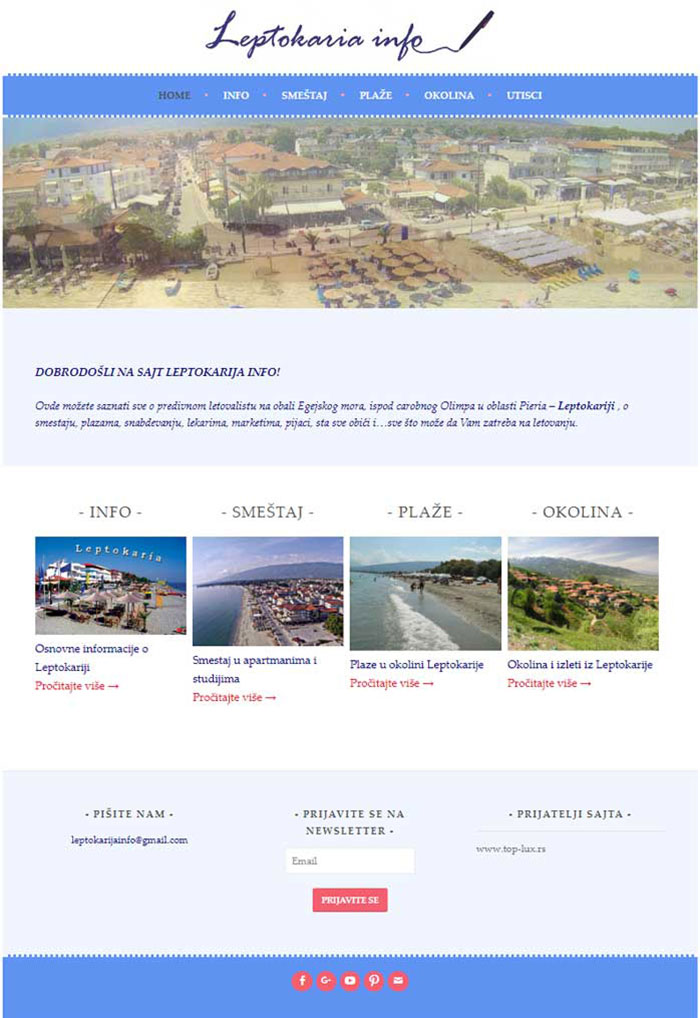 Leptokaria info
HOME • INFO • SMEŠTAJ • PLAŽE • OKOLINA • UTISCI
DOBRODOŠLI NA SAJT LEPTOKARIJA INFO!
Ovde možete saznati sve o predivnom letovalistu na obali Egejskog mora, ispod carobnog Olimpa u oblasti Pieria – Leptokariji , o
smestaju, plazama, snabdevanju, lekarima, marketima, pijaci, sta sve obići i…sve što može da Vam zatreba na letovanju.
- INFO -
Leptokaria
Osnovne informacije o
Leptokariji
Pročitajte više →
- SMEŠTAJ -
Smestaj u apartmanima i
studijima
Pročitajte više →
- PLAŽE -
Plaze u okolini Leptokarije
Pročitajte više →
- OKOLINA -
Okolina i izleti iz Leptokarije
Pročitajte više →
- PIŠITE NAM -
leptokarijainfo@gmail.com
- PRIJAVITE SE NA
NEWSLETTER -
Email
PRIJAVITE SE
- PRIJATELJI SAJTA -
www.top-lux.rs